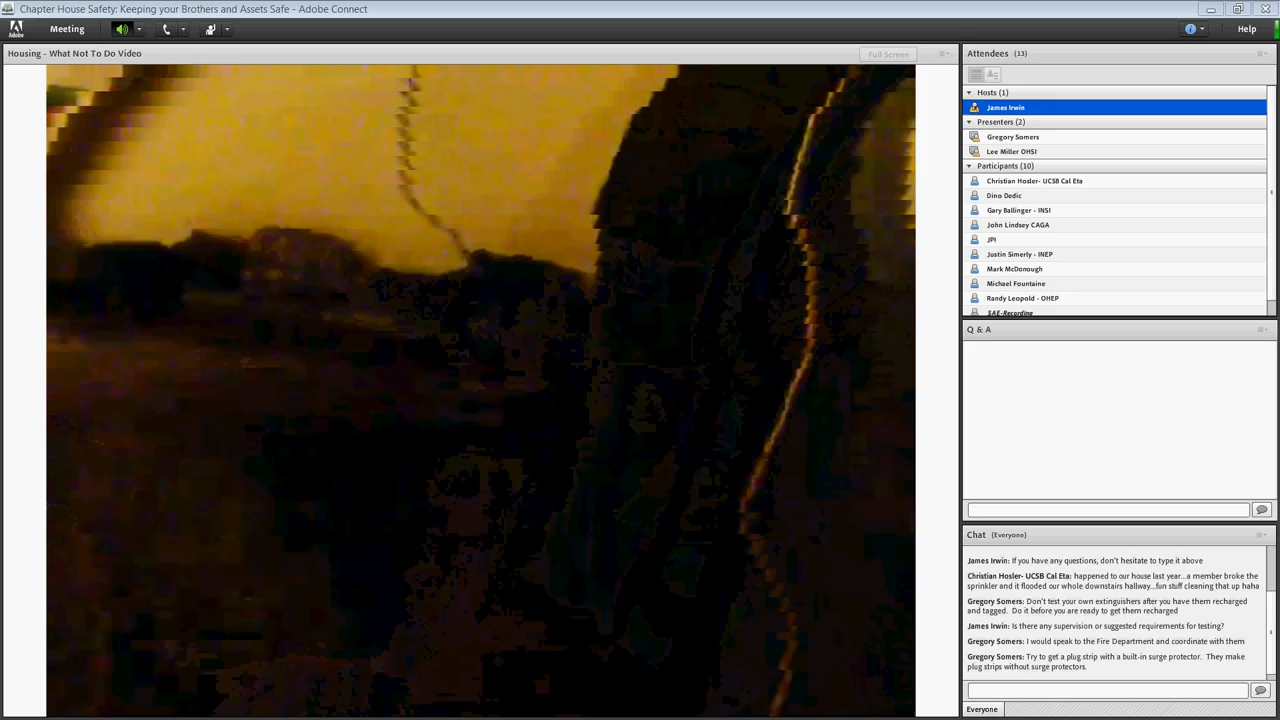 Chapter House Safety: Keeping your Brothers and Assets Safe - Adobe Connect
Adobe
Meeting
Help
Housing - What Not To Do Video
Full Screen
Attendees (13)
Hosts (1)
James Irwin
Presenters (2)
Gregory Somers
Lee Miller OHSI
Participants (10)
Christian Hosler- UCSB Cal Eta
Dino Dedic
Gary Ballinger - INSI
John Lindsey CAGA
JPI
Justin Simerly - INEP
Mark McDonough
Michael Fountaine
Randy Leopold - OHEP
SAE-Recording
Q & A
Chat (Everyone)
James Irwin: If you have any questions, don't hesitate to type it above
Christian Hosler- UCSB Cal Eta: happened to our house last year...a member broke the
sprinkler and it flooded our whole downstairs hallway...fun stuff cleaning that up haha
Gregory Somers: Don't test your own extinguishers after you have them recharged
and tagged. Do it before you are ready to get them recharged
James Irwin: Is there any supervision or suggested requirements for testing?
Gregory Somers: I would speak to the Fire Department and coordinate with them
Gregory Somers: Try to get a plug strip with a built-in surge protector. They make
plug strips without surge protectors.
Everyone